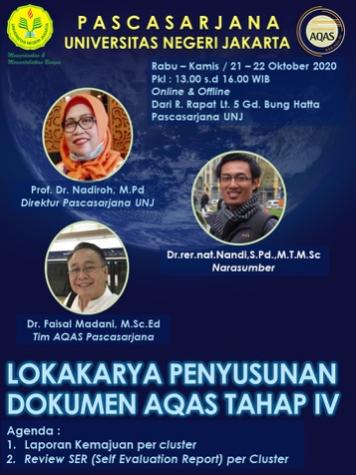 PASCASARJANA
UNIVERSITAS NEGERI JAKARTA
AQAS
Rabu – Kamis / 21 – 22 Oktober 2020
Pkl : 13.00 s.d 16.00 WIB
Online & Offline
Dari R. Rapat Lt. 5 Gd. Bung Hatta
Pascasarjana UNJ
Prof. Dr. Nadiroh, M.Pd
Direktur Pascasarjana UNJ
Dr.rer.nat.Nandi,S.Pd.,M.T.M.Sc
Narasumber
Dr. Faisal Madani, M.Sc.Ed
Tim AQAS Pascasarjana
LOKAKARYA PENYUSUNAN
DOKUMEN AQAS TAHAP IV
Agenda :
1. Laporan Kemajuan per cluster
2. Review SER (Self Evaluation Report) per Cluster